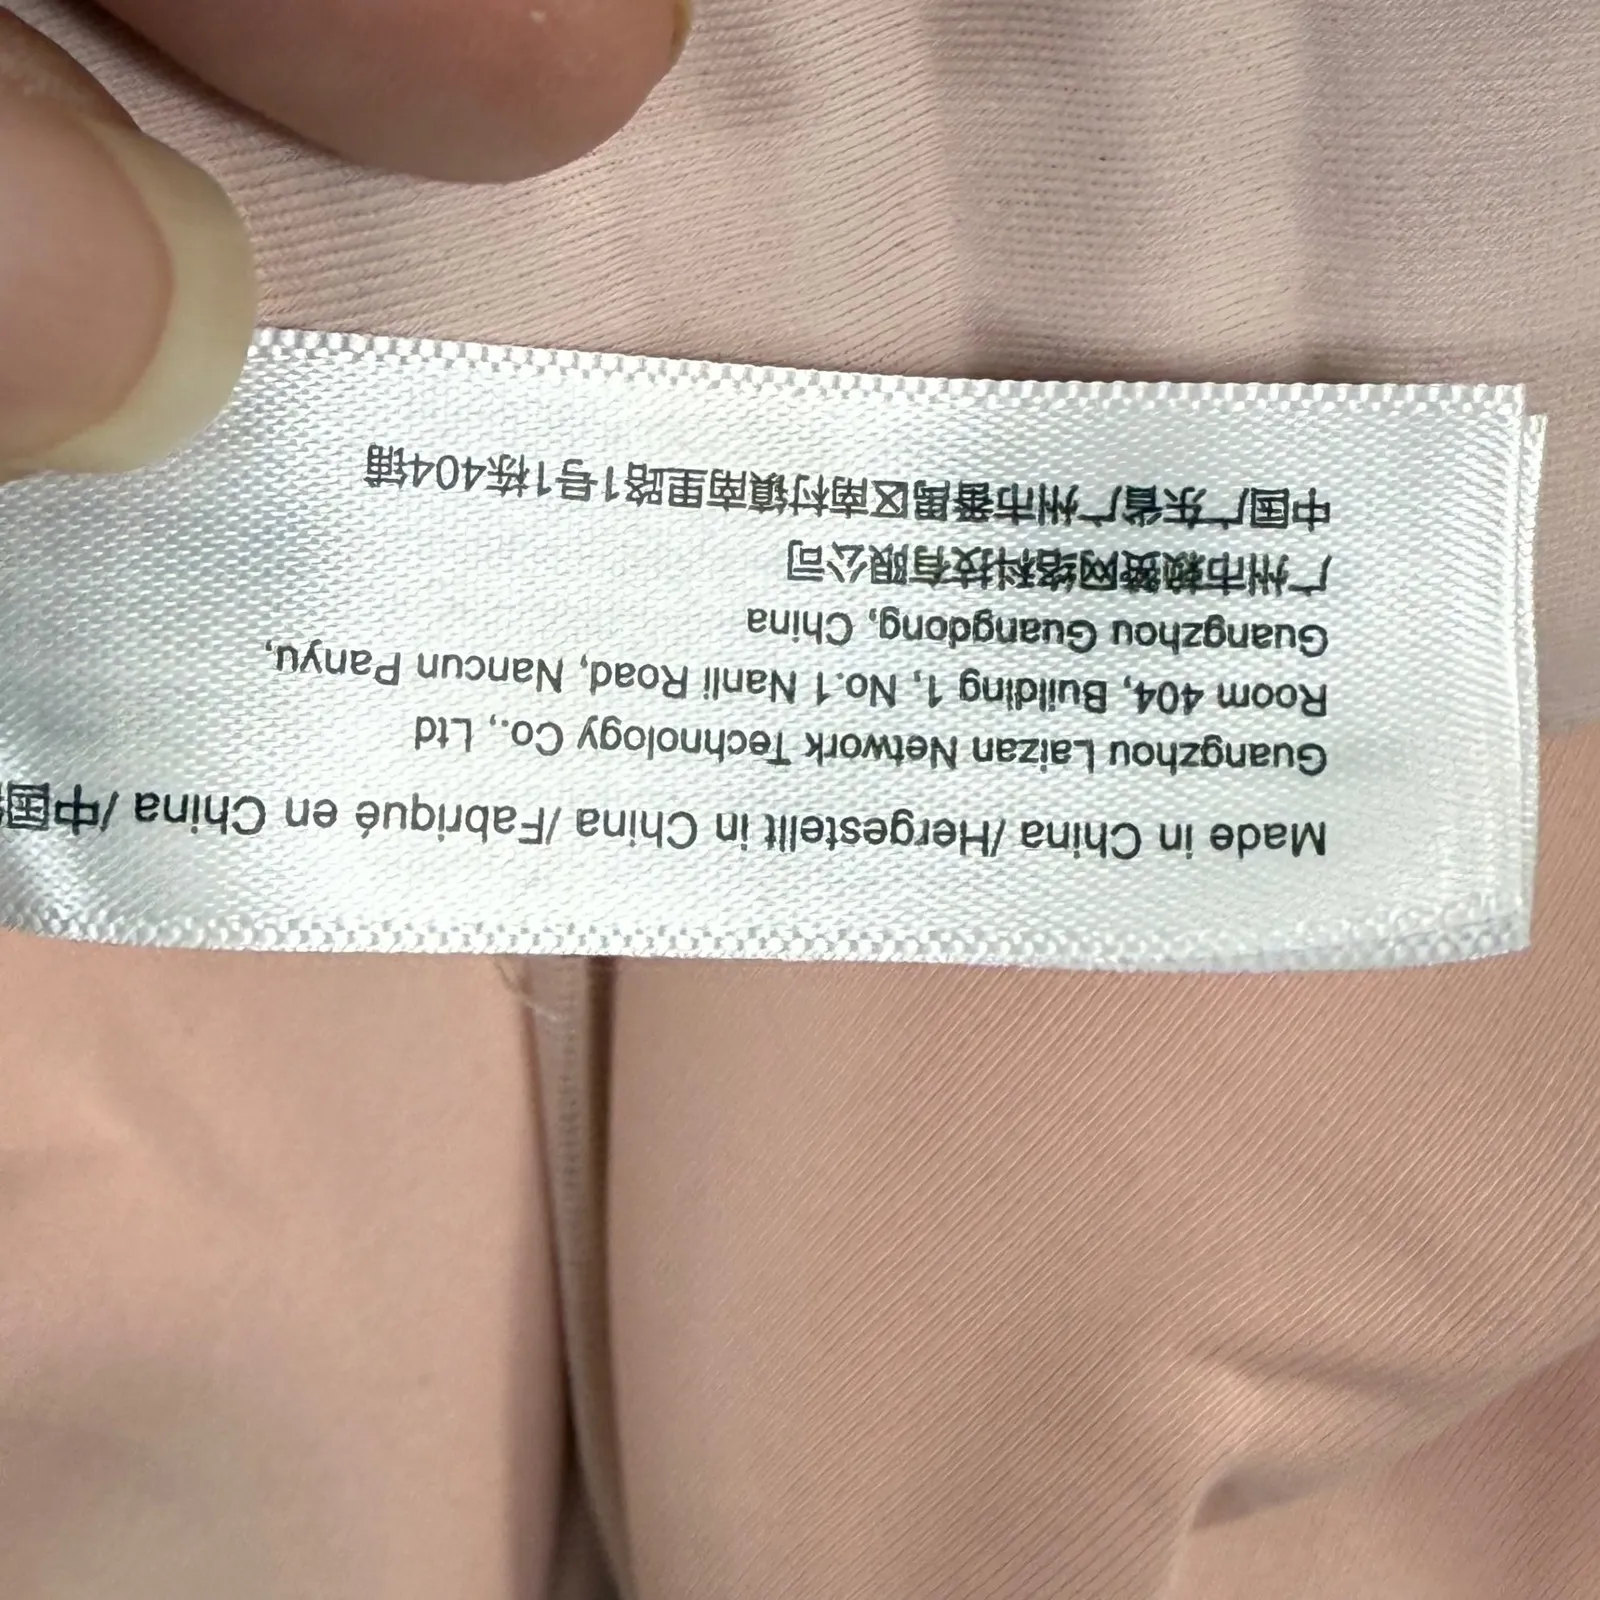 Made in China /Hergestellt in China /Fabriqué en China /中国
Guangzhou Laizan Network Technology Co., Ltd
Room 404, Building 1, No.1 Nanli Road, Nancun Panyu,
Guangzhou Guangdong, China
广州市赖赞网络科技有限公司
中国广东省广州市番禺区南村镇南里路1号1栋404铺